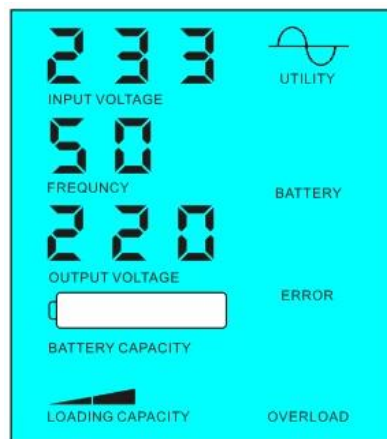 233
UTILITY
INPUT VOLTAGE
50
FREQUNCY
BATTERY
220
OUTPUT VOLTAGE
ERROR
BATTERY CAPACITY
LOADING CAPACITY
OVERLOAD